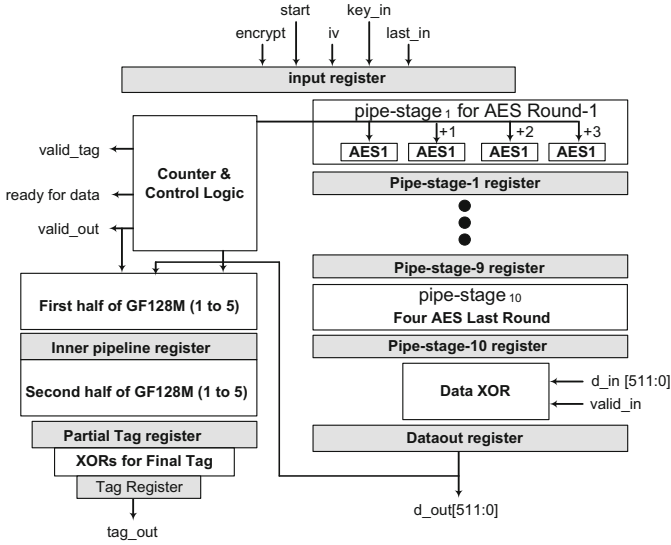 start
key_in
encrypt
iv
last_in
input register
pipe-stage 1 for AES Round-1
+1
+2
+3
AES1
AES1
AES1
AES1
Pipe-stage-1 register
valid_tag
Counter &
Control Logic
ready for data
valid_out
Pipe-stage-9 register
First half of GF128M (1 to 5)
pipe-stage 10
Four AES Last Round
Inner pipeline register
Pipe-stage-10 register
Second half of GF128M (1 to 5)
Data XOR
d_in [511:0]
valid_in
Partial Tag register
Dataout register
XORs for Final Tag
Tag Register
d_out[511:0]
tag_out